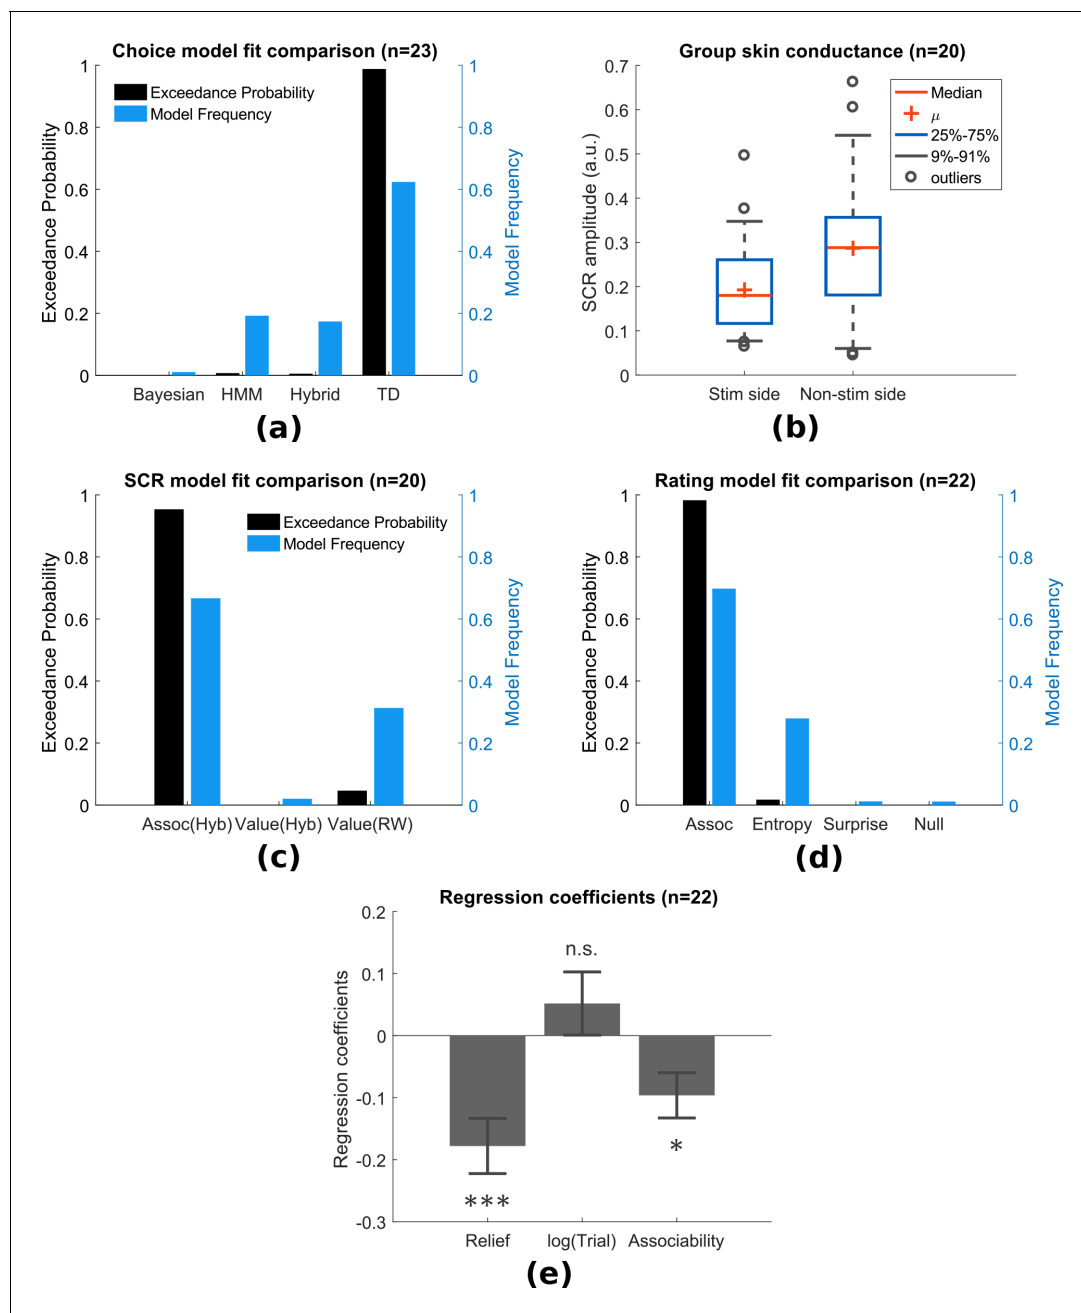 Choice model fit comparison (n=23)
Exceedance Probability
Model Frequency
Exceedance Probability
Model Frequency
1
0.8
0.6
0.4
0.2
0
1
0.8
0.6
0.4
0.2
0
Bayesian HMM Hybrid TD
(a)
Group skin conductance (n=20)
Median
μ
25%-75%
9%-91%
outliers
SCR amplitude (a.u.)
0.7
0.6
0.5
0.4
0.3
0.2
0.1
0
Stim side Non-stim side
(b)
SCR model fit comparison (n=20)
Exceedance Probability
Model Frequency
Exceedance Probability
Model Frequency
1
0.8
0.6
0.4
0.2
0
1
0.8
0.6
0.4
0.2
0
Assoc(Hyb) Value(Hyb) Value(RW)
(c)
Rating model fit comparison (n=22)
Exceedance Probability
Model Frequency
1
0.8
0.6
0.4
0.2
0
1
0.8
0.6
0.4
0.2
0
Assoc Entropy Surprise Null
(d)
Regression coefficients (n=22)
Regression coefficients
0.2
0.1
0
-0.1
-0.2
-0.3
n.s.
***
*
Relief log(Trial) Associability
(e)